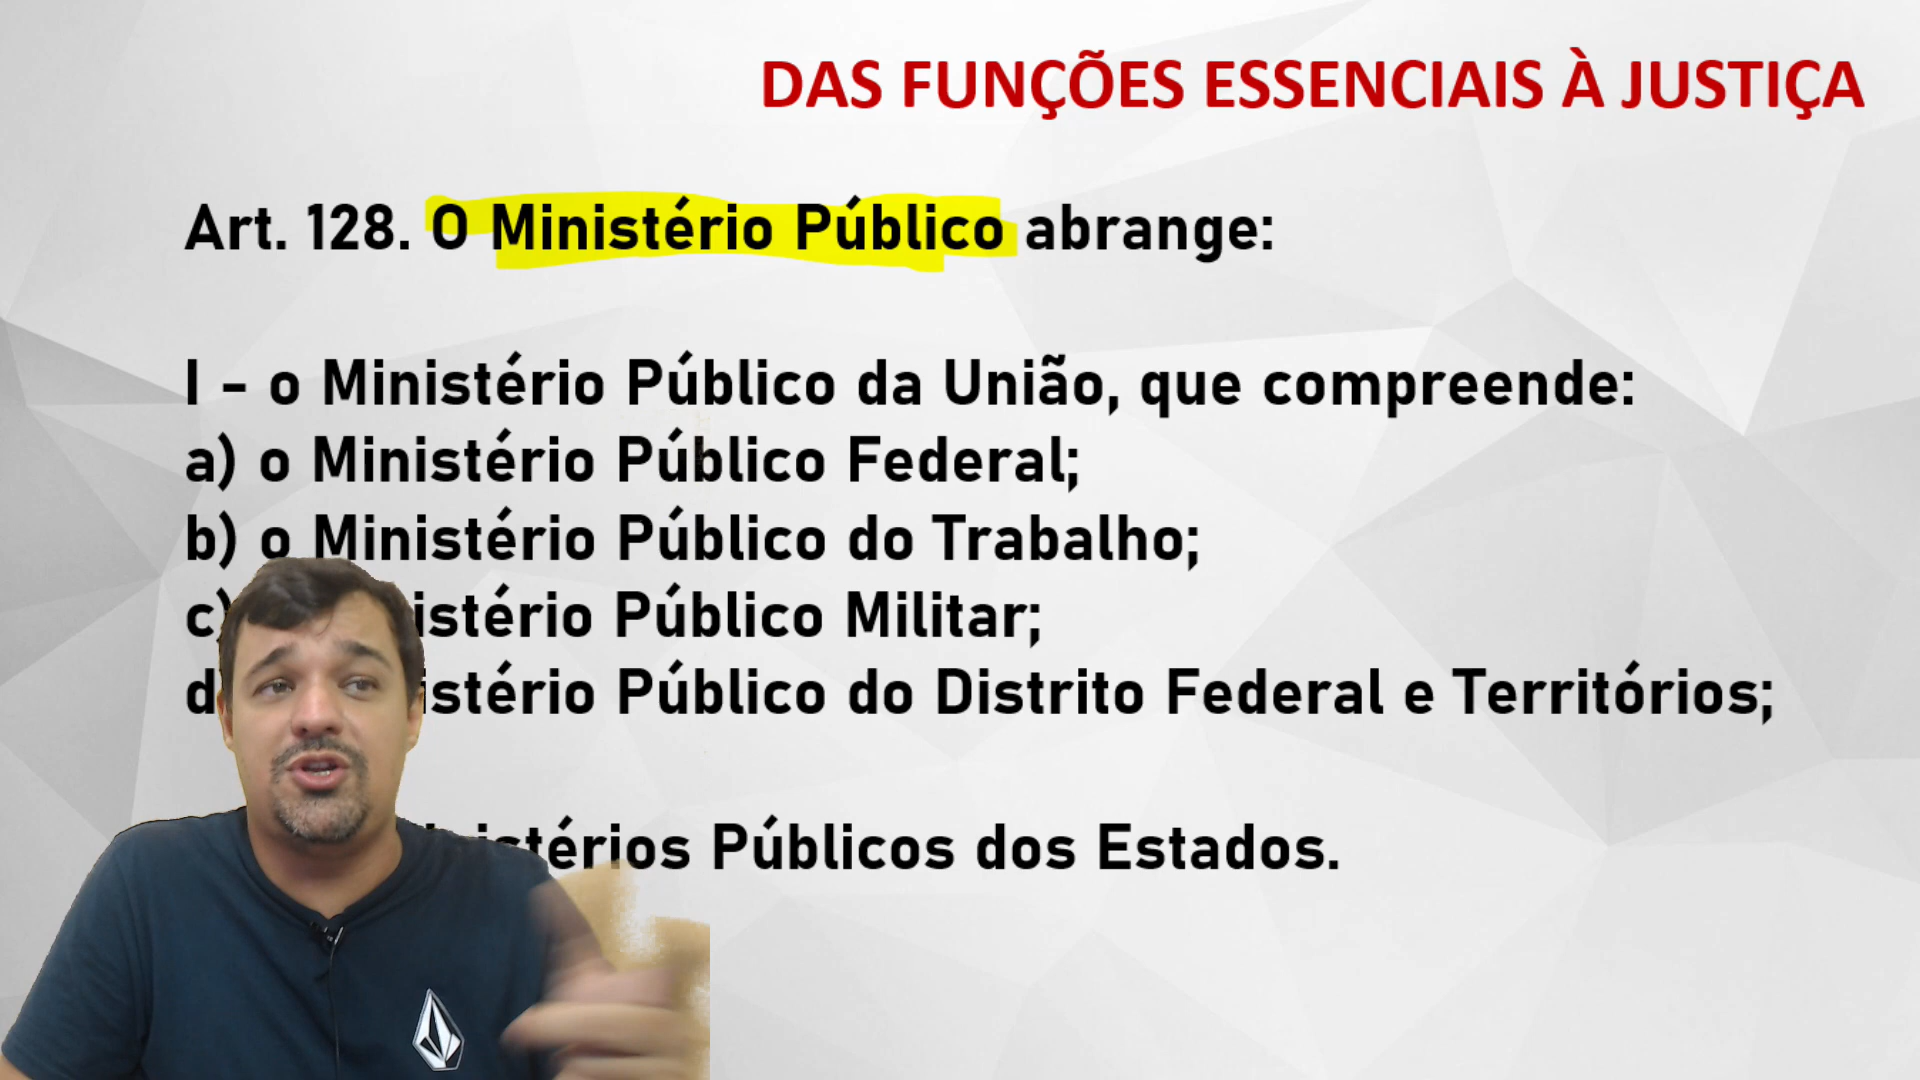 DAS FUNÇÕES ESSENCIAIS À JUSTIÇA
Art. 128. O Ministério Público abrange:
I - o Ministério Público da União, que compreende:
a) o Ministério Público Federal;
b) o Ministério Público do Trabalho;
c) istério Público Militar;
d istério Público do Distrito Federal e Territórios;
istérios Públicos dos Estados.